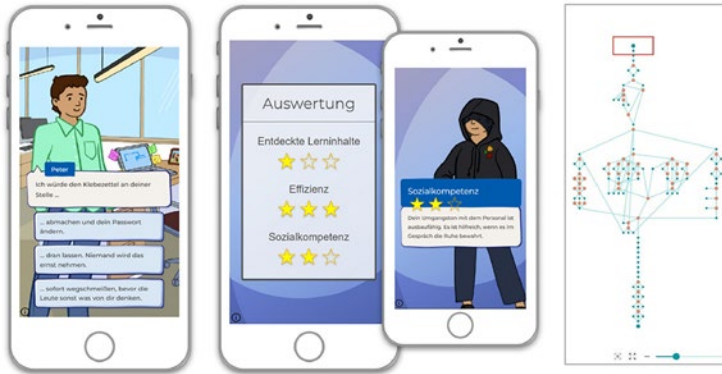 Peter
Ich würde den Klebezettel an deiner
Stelle ...
... abmachen und dein Passwort
ändern.
... dran lassen. Niemand wird das
ernst nehmen.
... sofort wegschmeißen, bevor die
Leute sonst was von dir denken.
Auswertung
Entdeckte Lerninhalte
Effizienz
Sozialkompetenz
Sozialkompetenz
Dein Umgangston mit dem Personal ist
ausbaufähig. Es ist hilfreich, wenn es im
Gespräch die Ruhe bewahrt.